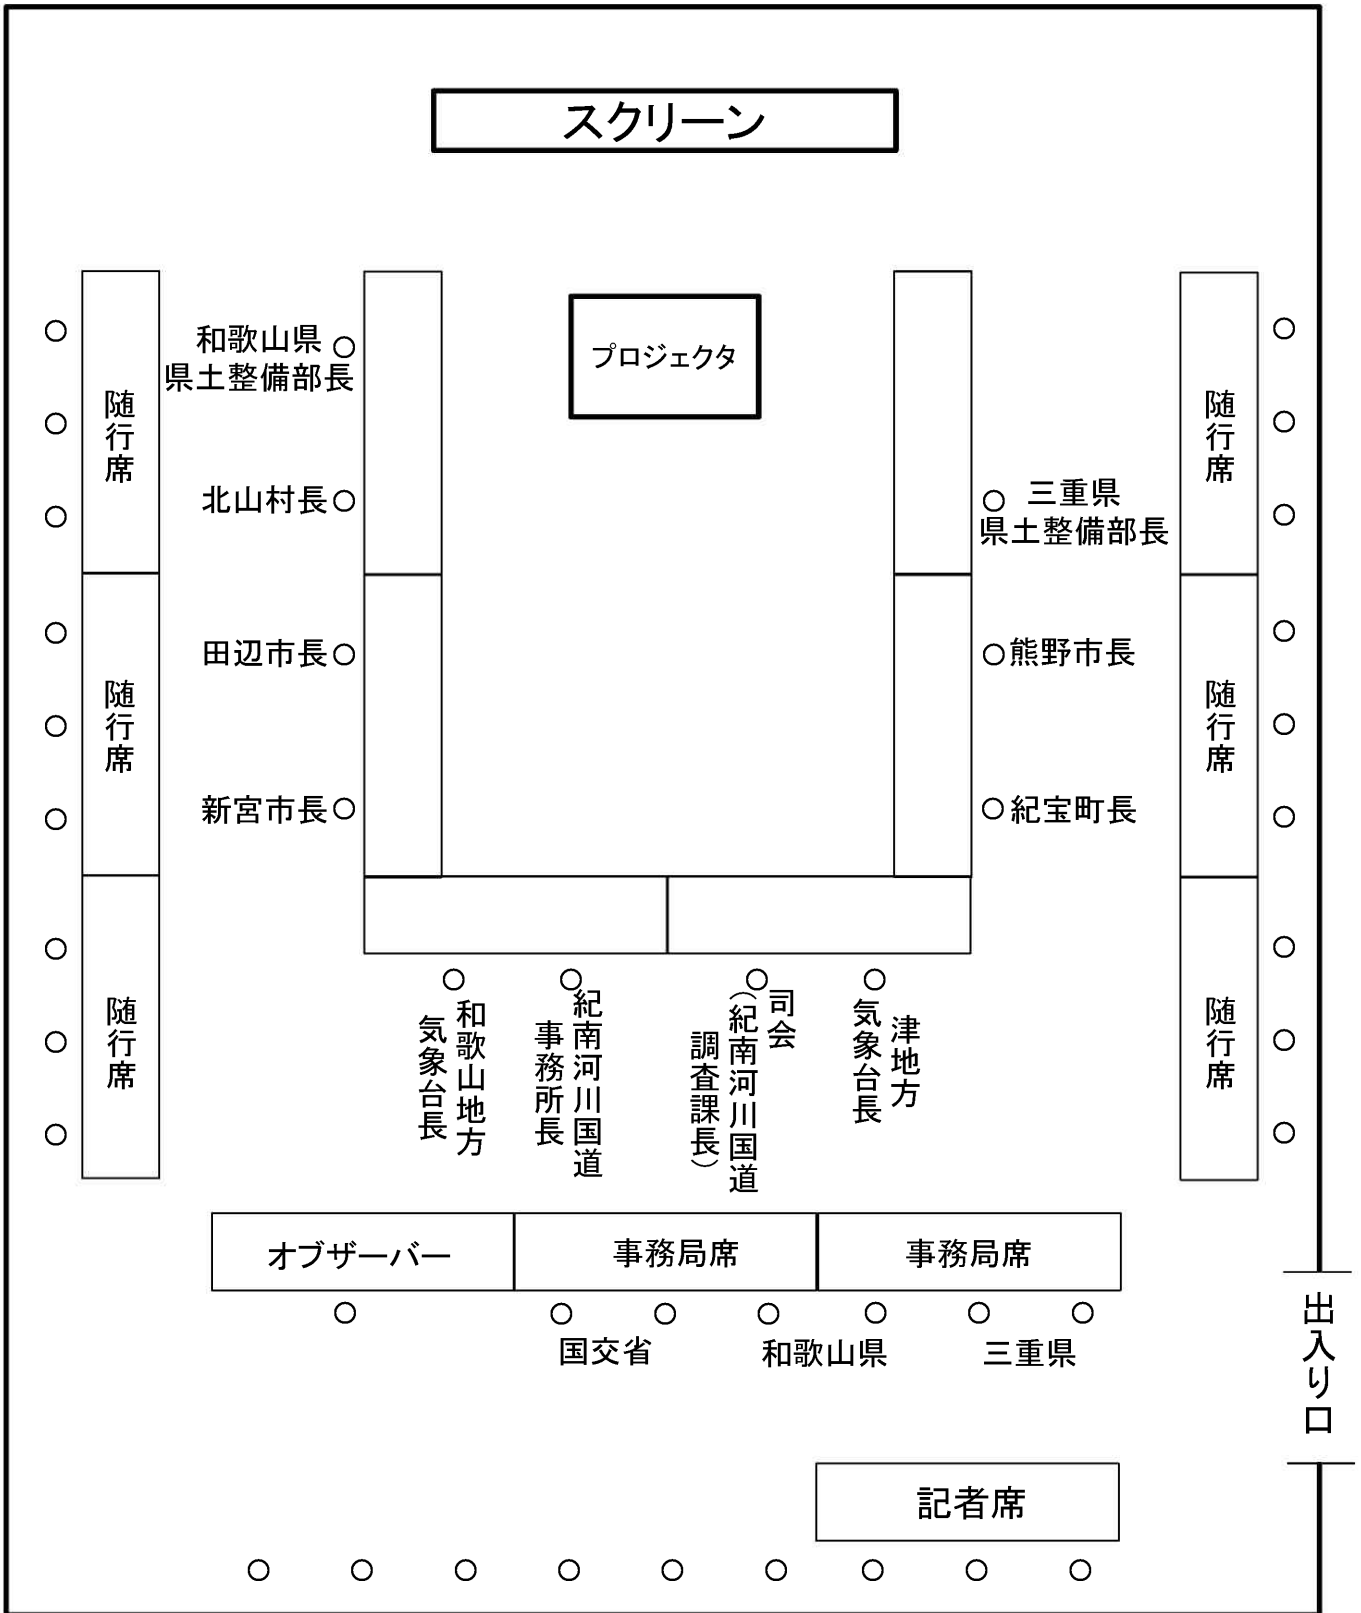 スクリーン
プロジェクタ
和歌山県
県土整備部長
北山村長
田辺市長
新宮市長
三重県
県土整備部長
熊野市長
紀宝町長
随行席
随行席
随行席
随行席
随行席
随行席
和歌山地方
気象台長
紀南河川国道
事務所長
司会
（紀南河川国道
調査課長）
津地方
気象台長
オブザーバー
事務局席
事務局席
国交省
和歌山県
三重県
出入り口
記者席